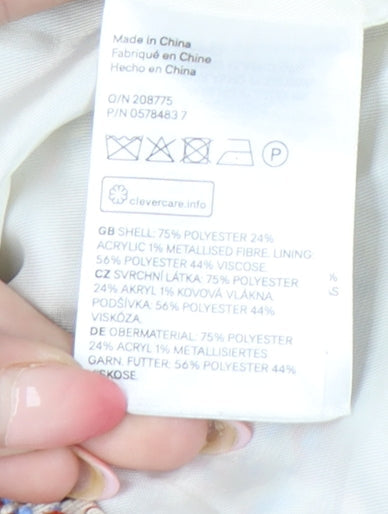 Made in China
Fabriqué en Chine
Hecho en China
O/N 208775
P/N 0578483 7
P
clevercare.info
GB SHELL: 75% POLYESTER 24%
ACRYLIC 1% METALLISED FIBRE. LINING:
56% POLYESTER 44% VISCOSE.
CZ SVRCHNÍ LÁTKA: 75% POLYESTER
24% AKRYL 1% KOVOVÁ VLÁKNA.
PODŠÍVKA: 56% POLYESTER 44%
VISKÓZA.
DE OBERMATERIAL: 75% POLYESTER
24% ACRYL 1% METALLISIERTES
GARN. FUTTER: 56% POLYESTER 44%
SKOSE.